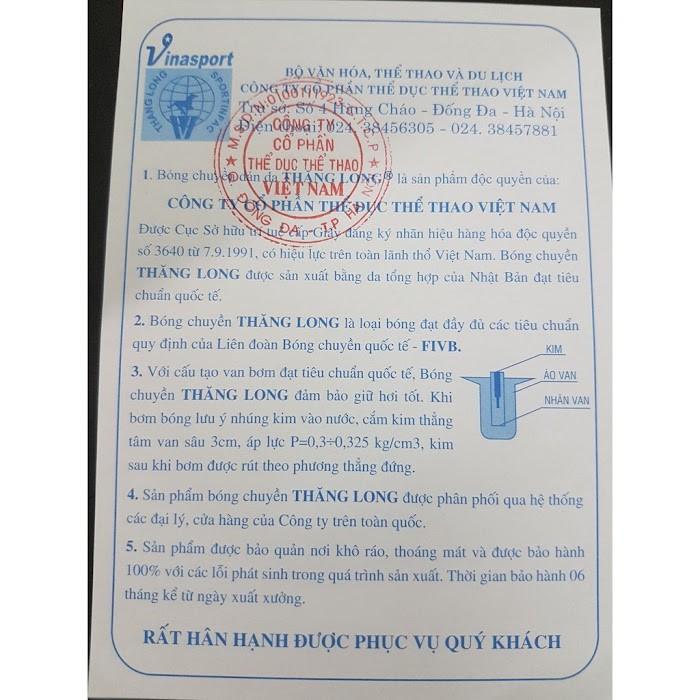 Vinasport
THĂNG LONG
SPORTINFAC
BỘ VĂN HÓA, THỂ THAO VÀ DU LỊCH
CÔNG TY CỔ PHẦN THỂ DỤC THỂ THAO VIỆT NAM
Trụ sở: Số 4 Hàng Cháo - Đống Đa - Hà Nội
Điện thoại: 024. 38456305 - 024. 38457881
CÔNG TY
CỔ PHẦN
THỂ DỤC THỂ THAO
VIỆT NAM
Q. ĐỐNG ĐA - T.P HÀ NỘI
1. Bóng chuyền dán da THĂNG LONG® là sản phẩm độc quyền của:
CÔNG TY CỔ PHẦN THỂ DỤC THỂ THAO VIỆT NAM
Được Cục Sở hữu trí tuệ cấp Giấy đăng ký nhãn hiệu hàng hóa độc quyền
số 3640 từ 7.9.1991, có hiệu lực trên toàn lãnh thổ Việt Nam. Bóng chuyền
THĂNG LONG được sản xuất bằng da tổng hợp của Nhật Bản đạt tiêu
chuẩn quốc tế.
2. Bóng chuyền THĂNG LONG là loại bóng đạt đầy đủ các tiêu chuẩn
quy định của Liên đoàn Bóng chuyền quốc tế - FIVB.
3. Với cấu tạo van bơm đạt tiêu chuẩn quốc tế, Bóng
chuyền THĂNG LONG đảm bảo giữ hơi tốt. Khi
bơm bóng lưu ý nhúng kim vào nước, cắm kim thẳng
tâm van sâu 3cm, áp lực P=0,3÷0,325 kg/cm3, kim
sau khi bơm được rút theo phương thẳng đứng.
KIM
ÁO VAN
NHÂN VAN
4. Sản phẩm bóng chuyền THĂNG LONG được phân phối qua hệ thống
các đại lý, cửa hàng của Công ty trên toàn quốc.
5. Sản phẩm được bảo quản nơi khô ráo, thoáng mát và được bảo hành
100% với các lỗi phát sinh trong quá trình sản xuất. Thời gian bảo hành 06
tháng kể từ ngày xuất xưởng.
RẤT HÂN HẠNH ĐƯỢC PHỤC VỤ QUÝ KHÁCH